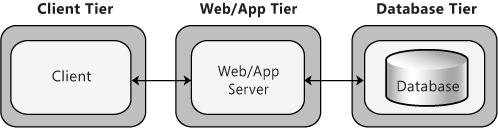 Client Tier
Web/App Tier
Database Tier
Client
Web/App
Server
Database